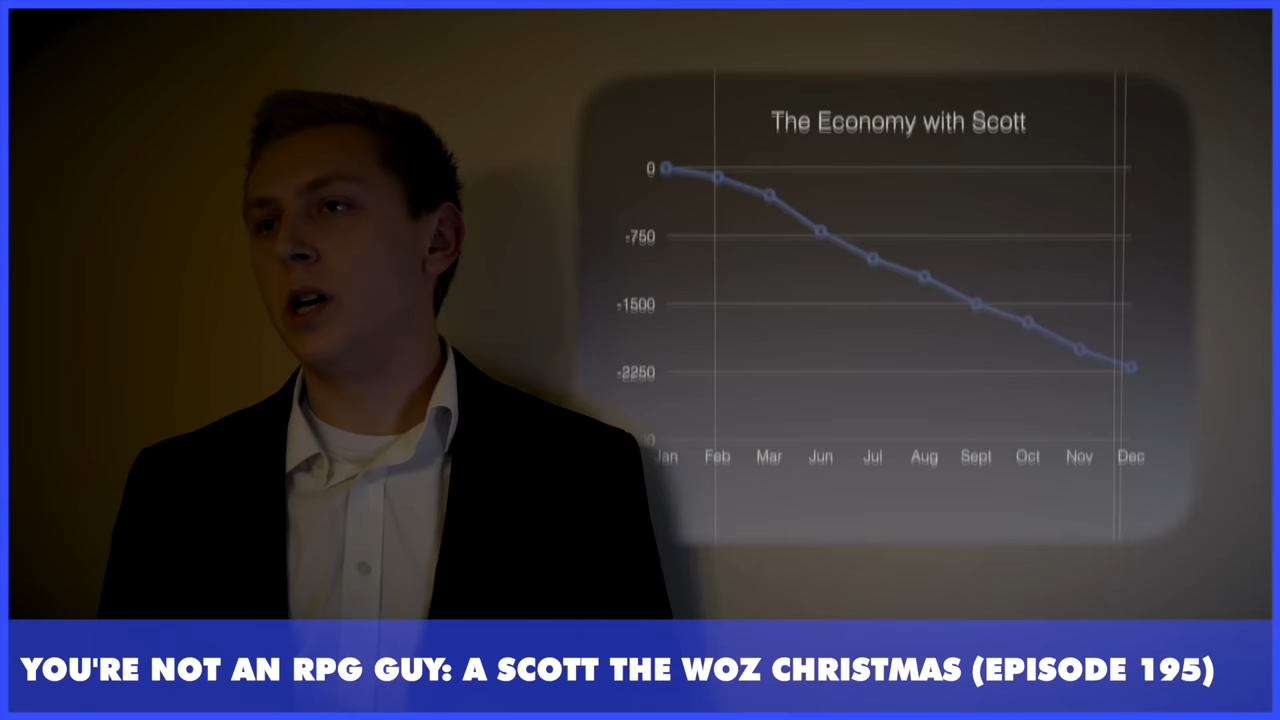 The Economy with Scott
0
-750
-1500
-2250
Jan Feb Mar Jun Jul Aug Sept Oct Nov Dec
YOU'RE NOT AN RPG GUY: A SCOTT THE WOZ CHRISTMAS (EPISODE 195)